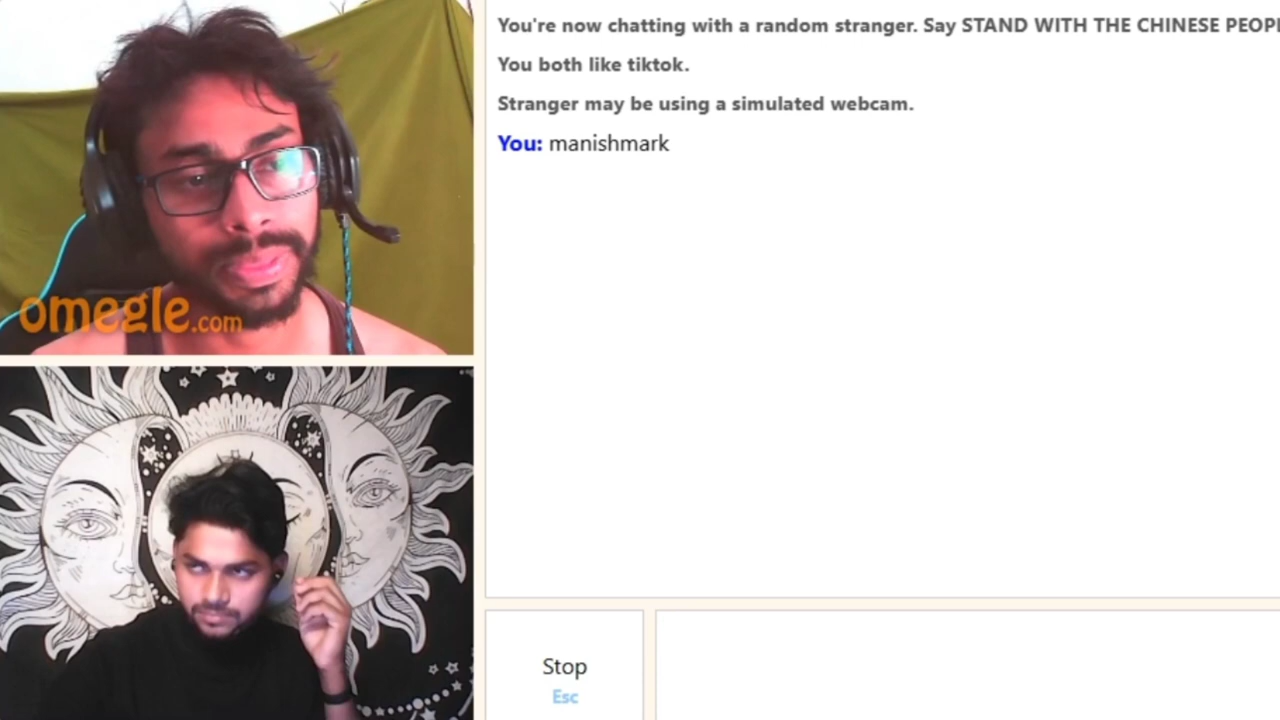 You're now chatting with a random stranger. Say STAND WITH THE CHINESE
You both like tiktok.
Stranger may be using a simulated webcam.
You: manishmark
omegle.com
Stop
Esc